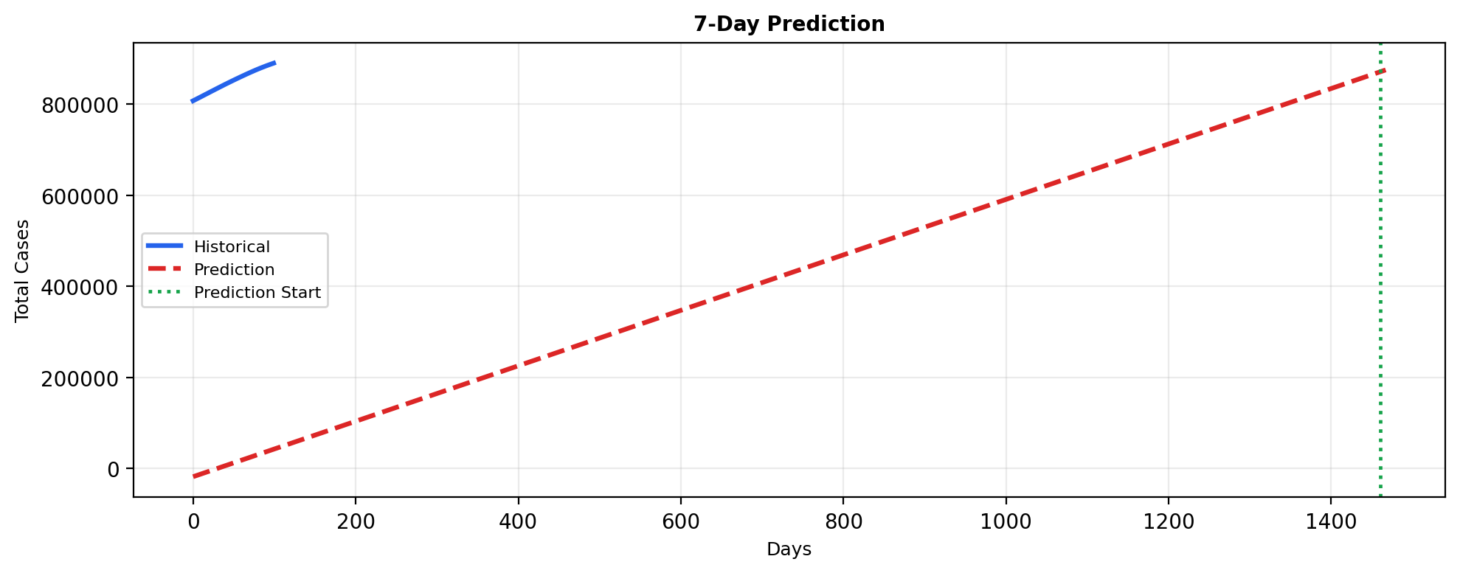 7-Day Prediction
Total Cases
800000
600000
400000
200000
0
Historical
Prediction
Prediction Start
0 200 400 600 800 1000 1200 1400
Days